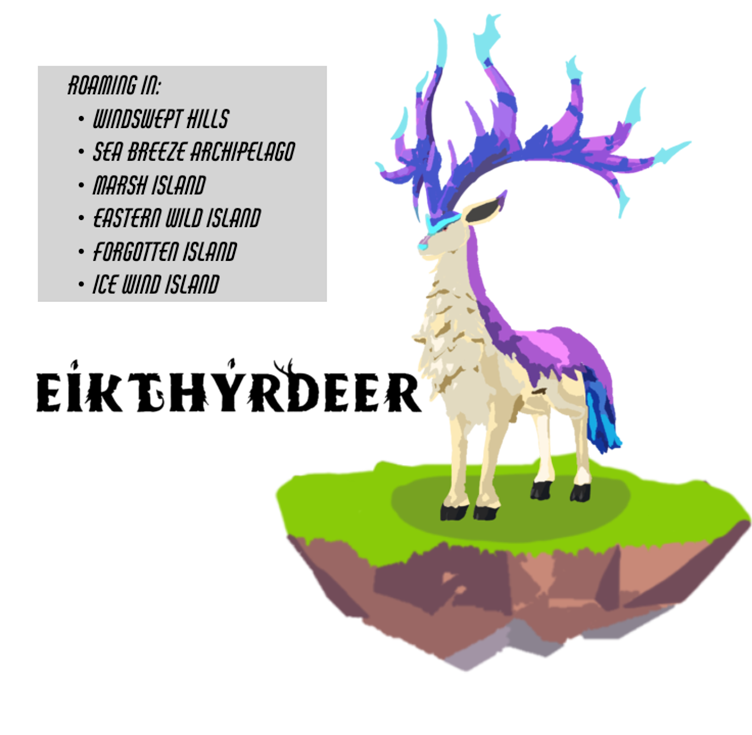 ROAMING IN:
• WINDSWEPT HILLS
• SEA BREEZE ARCHIPELAGO
• MARSH ISLAND
• EASTERN WILD ISLAND
• FORGOTTEN ISLAND
• ICE WIND ISLAND
EIKTHYRDEER